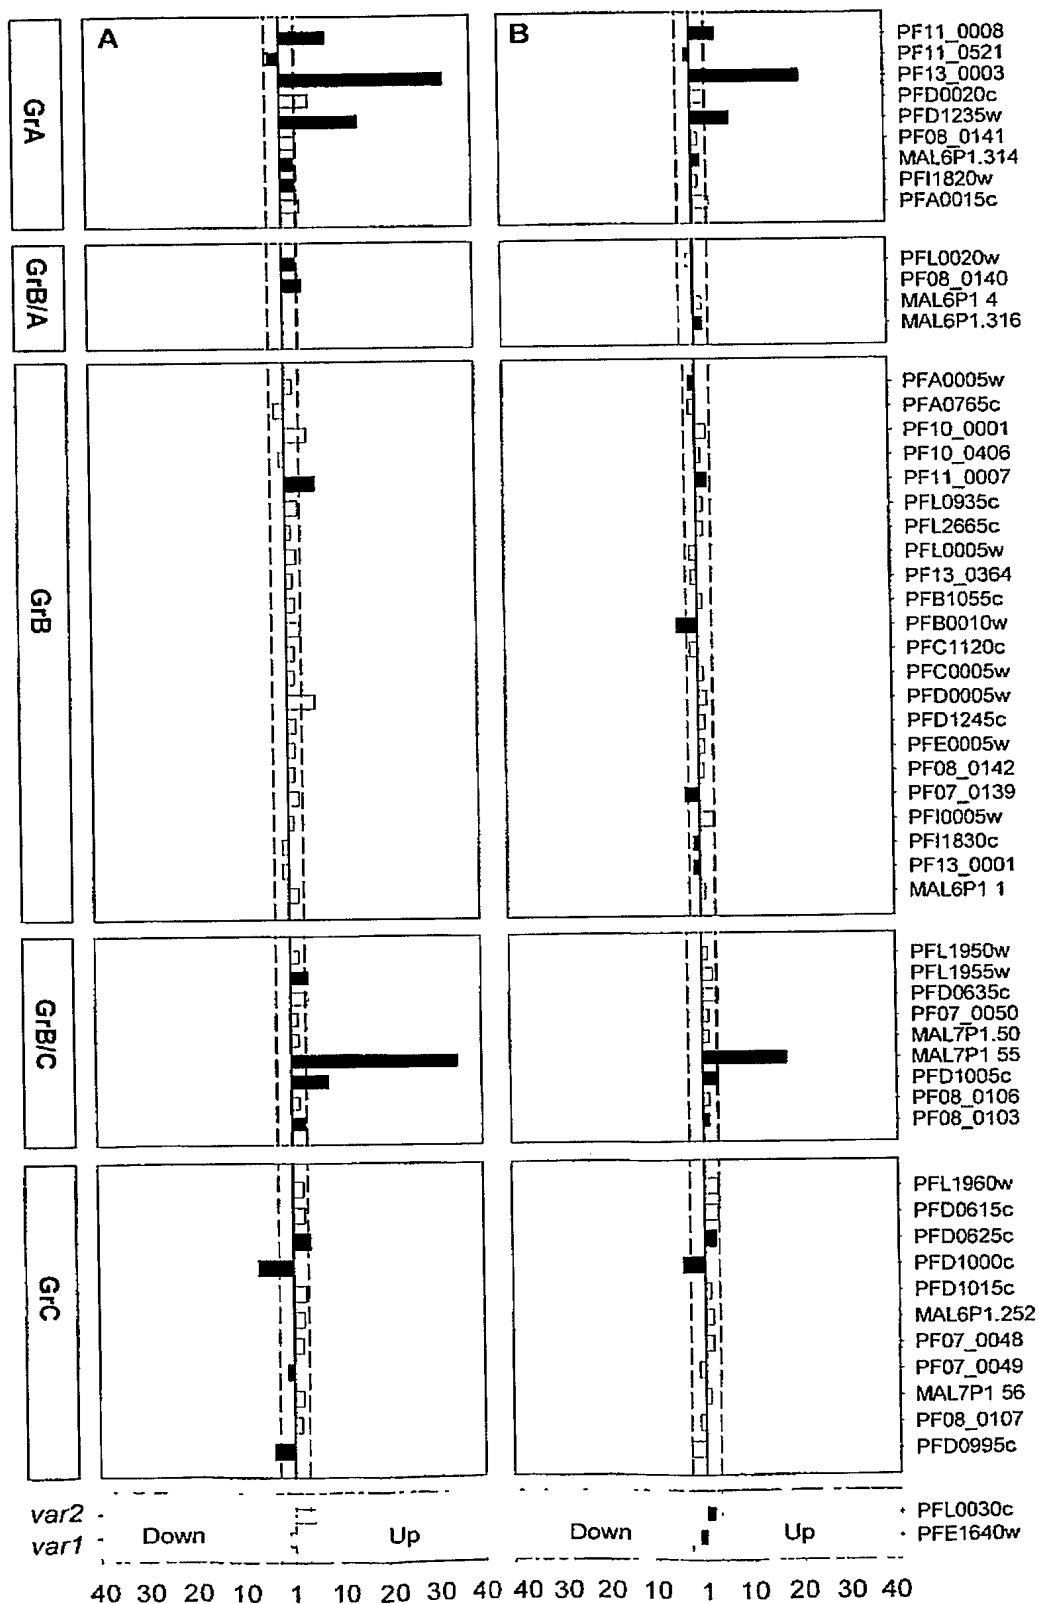 A
B
GrA
PF11_0008
PF11_0521
PF13_0003
PFD0020c
PFD1235w
PF08_0141
MAL6P1.314
PFI1820w
PFA0015c
GrB/A
PFL0020w
PF08_0140
MAL6P1 4
MAL6P1.316
GrB
PFA0005w
PFA0765c
PF10_0001
PF10_0406
PF11_0007
PFL0935c
PFL2665c
PFL0005w
PF13_0364
PFB1055c
PFB0010w
PFC1120c
PFC0005w
PFD0005w
PFD1245c
PFE0005w
PF08_0142
PF07_0139
PFI0005w
PFI1830c
PF13_0001
MAL6P1 1
GrB/C
PFL1950w
PFL1955w
PFD0635c
PF07_0050
MAL7P1.50
MAL7P1 55
PFD1005c
PF08_0106
PF08_0103
GrC
PFL1960w
PFD0615c
PFD0625c
PFD1000c
PFD1015c
MAL6P1.252
PF07_0048
PF07_0049
MAL7P1 56
PF08_0107
PFD0995c
var2 PFL0030c
var1 Down Up Down Up PFE1640w
40 30 20 10 1 10 20 30 40 40 30 20 10 1 10 20 30 40